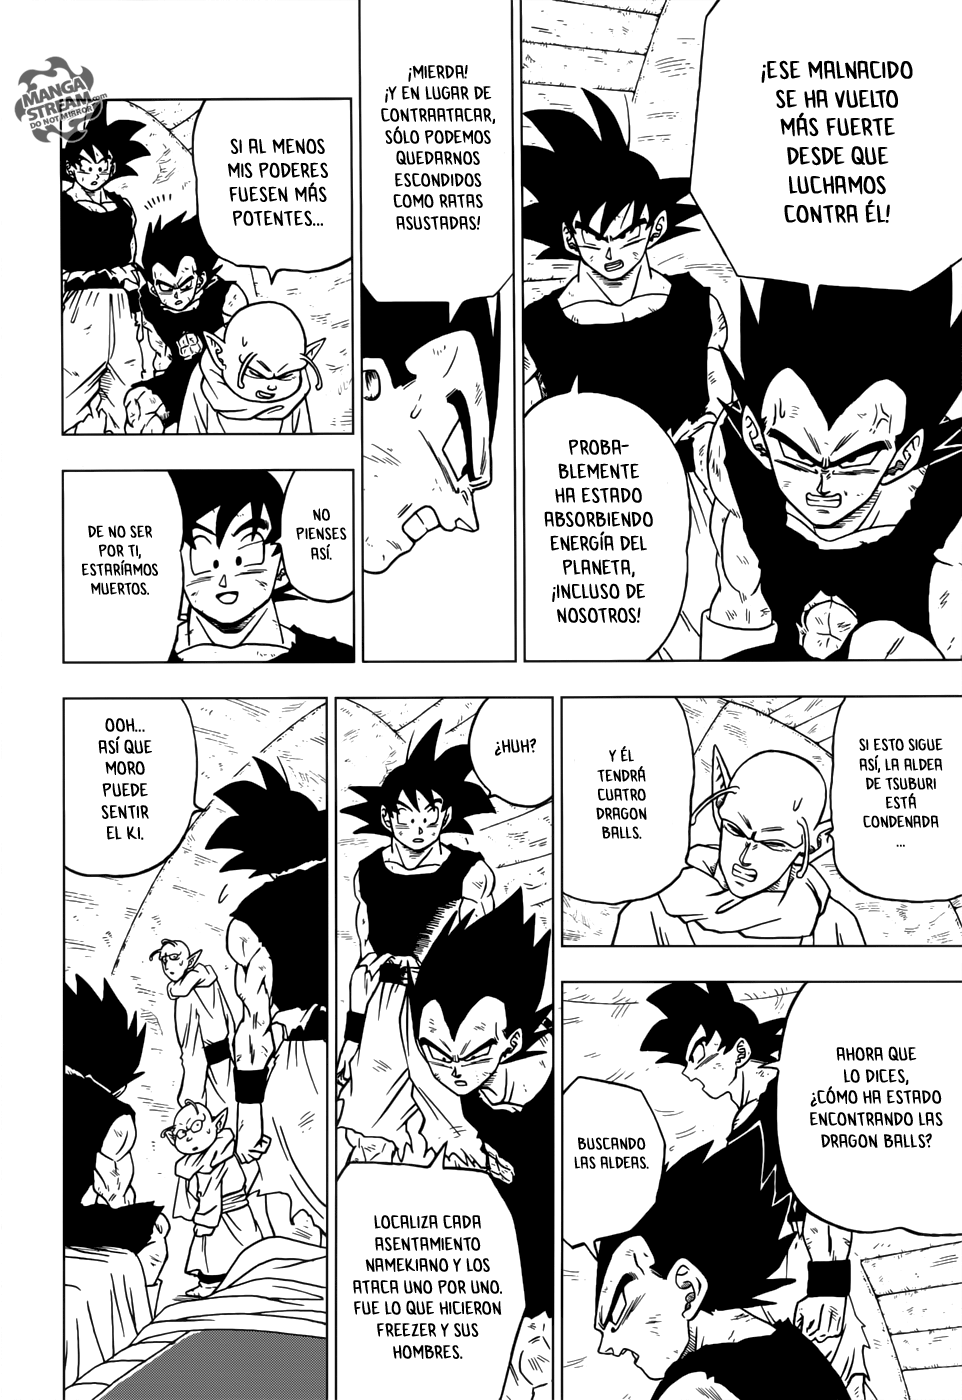 ¡ESE MALNACIDO
SE HA VUELTO
MÁS FUERTE
DESDE QUE
LUCHAMOS
CONTRA ÉL!
PROBA-
BLEMENTE
HA ESTADO
ABSORBIENDO
ENERGÍA DEL
PLANETA,
¡INCLUSO DE
NOSOTROS!
¡MIERDA!
¡Y EN LUGAR DE
CONTRAATACAR,
SÓLO PODEMOS
QUEDARNOS
ESCONDIDOS
COMO RATAS
ASUSTADAS!
MANGA
STREAM.com
DO NOT MIRROR
SI AL MENOS
MIS PODERES
FUESEN MÁS
POTENTES...
NO
PIENSES
ASÍ.
DE NO SER
POR TI,
ESTARÍAMOS
MUERTOS.
SI ESTO SIGUE
ASÍ, LA ALDEA
DE TSUBURI
ESTÁ
CONDENADA
...
Y ÉL
TENDRÁ
CUATRO
DRAGON
BALLS.
AHORA QUE
LO DICES,
¿CÓMO HA ESTADO
ENCONTRANDO LAS
DRAGON BALLS?
BUSCANDO
LAS ALDEAS.
¿HUH?
LOCALIZA CADA
ASENTAMIENTO
NAMEKIANO Y LOS
ATACA UNO POR UNO.
FUE LO QUE HICIERON
FREEZER Y SUS
HOMBRES.
OOH...
ASÍ QUE
MORO
PUEDE
SENTIR
EL KI.